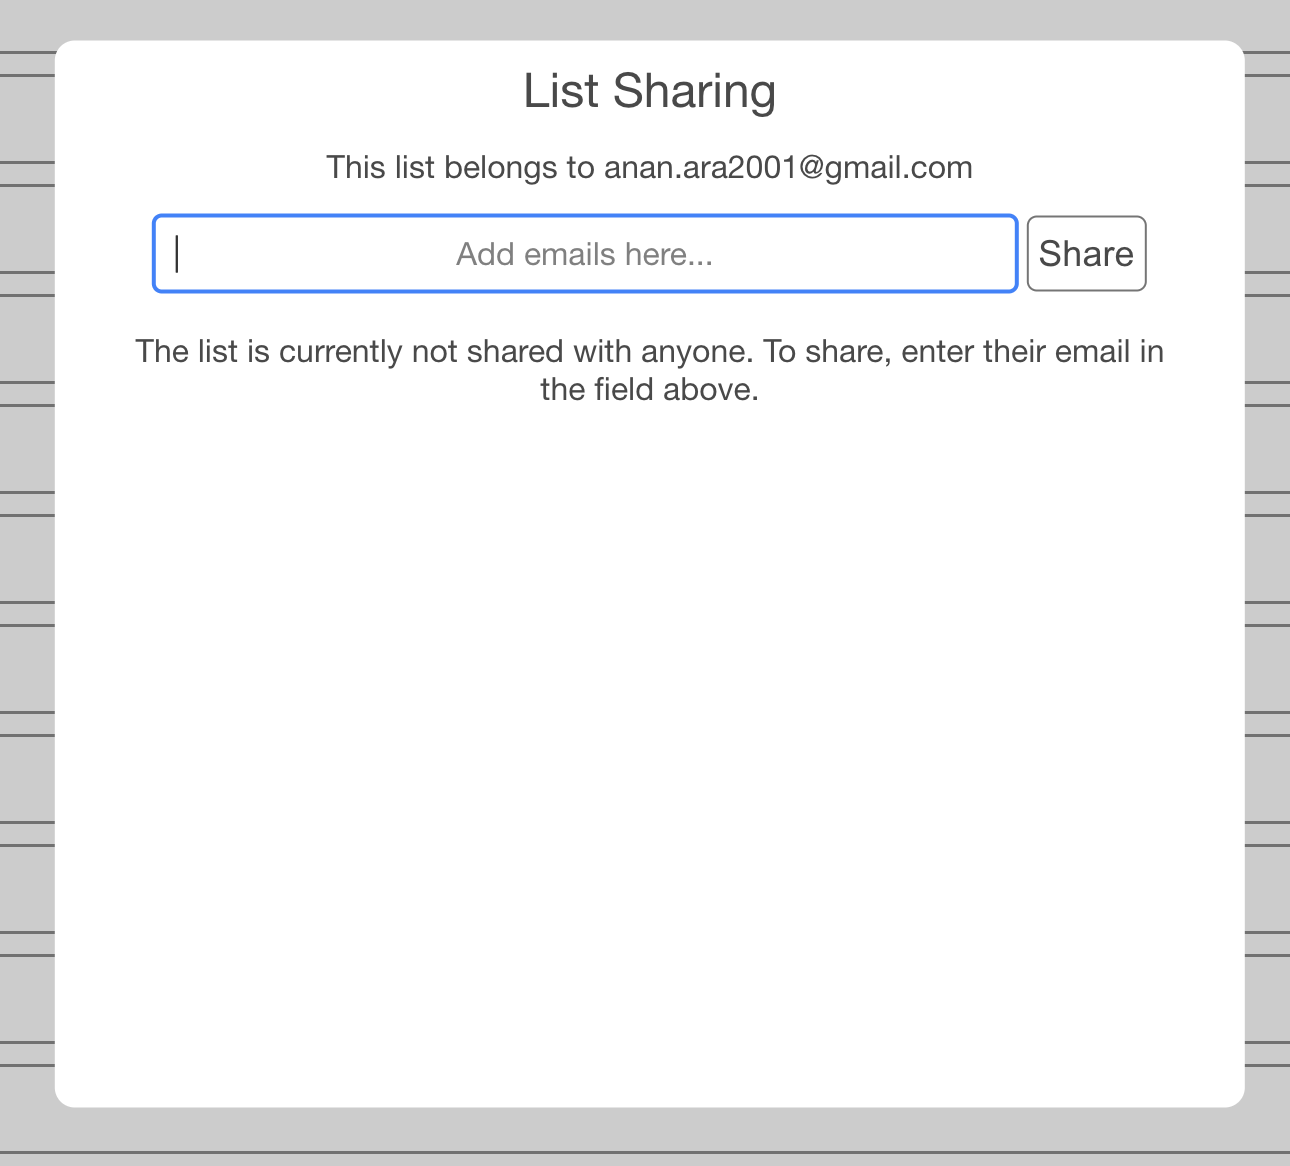 List Sharing
This list belongs to anan.ara2001@gmail.com
Add emails here...
Share
The list is currently not shared with anyone. To share, enter their email in
the field above.